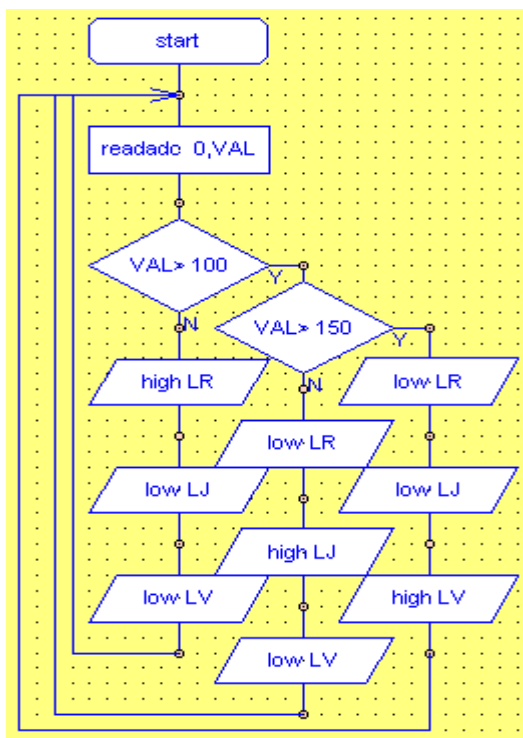 start
readadc 0,VAL
VAL> 100
Y
N
VAL> 150
Y
N
high LR
low LJ
low LV
low LR
high LJ
low LV
low LR
low LJ
high LV